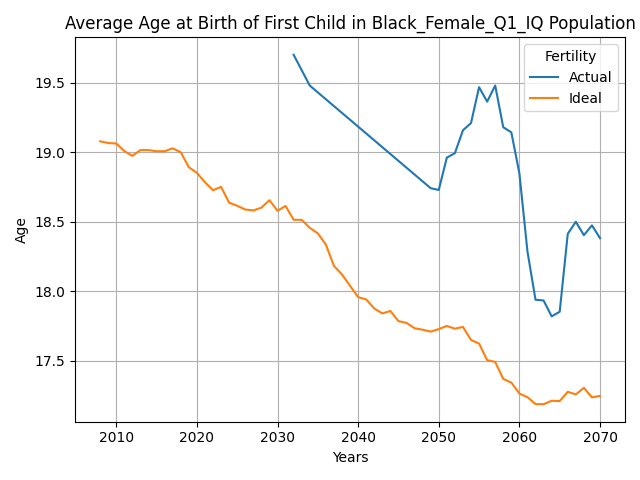 Average Age at Birth of First Child in Black_Female_Q1_IQ Population
Fertility
Actual
Ideal
19.5
19.0
18.5
18.0
17.5
Age
2010 2020 2030 2040 2050 2060 2070
Years